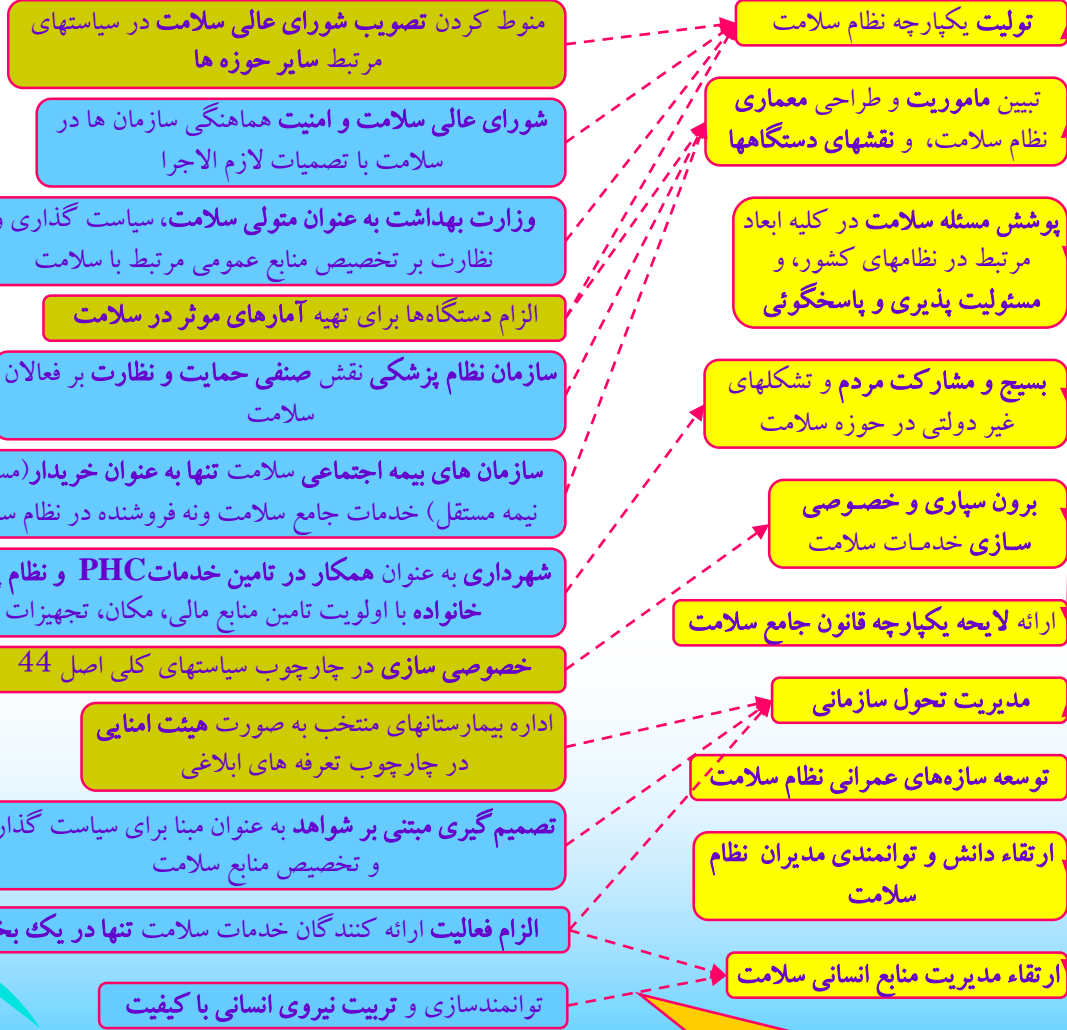 تولیت یکپارچه نظام سلامت
تبیین ماموریت و طراحی معماری
نظام سلامت، و نقشهای دستگاهها
پوشش مسئله سلامت در کلیه ابعاد
مرتبط در نظامهای کشور، و
مسئولیت پذیری و پاسخگوئی
بسیج و مشارکت مردم و تشکلهای
غیر دولتی در حوزه سلامت
برون سپاری و خصوصی
سازی خدمات سلامت
ارائه لایحه یکپارچه قانون جامع سلامت
مدیریت تحول سازمانی
توسعه سازه‌های عمرانی نظام سلامت
ارتقاء دانش و توانمندی مدیران نظام
سلامت
ارتقاء مدیریت منابع انسانی سلامت
منوط کردن تصویب شورای عالی سلامت در سیاستهای
مرتبط سایر حوزه ها
شورای عالی سلامت و امنیت هماهنگی سازمان ها در
سلامت با تصمیات لازم الاجرا
وزارت بهداشت به عنوان متولی سلامت، سیاست گذاری و
نظارت بر تخصیص منابع عمومی مرتبط با سلامت
الزام دستگاه‌ها برای تهیه آمارهای موثر در سلامت
سازمان نظام پزشکی نقش صنفی حمایت و نظارت بر فعالان
سلامت
سازمان های بیمه اجتماعی سلامت تنها به عنوان خریدار
نیمه مستقل) خدمات جامع سلامت ونه فروشنده در نظام
شهرداری به عنوان همکار در تامین خدمات PHC و نظام
خانواده با اولویت تامین منابع مالی، مکان، تجهیزات
خصوصی سازی در چارچوب سیاستهای کلی اصل 44
اداره بیمارستانهای منتخب به صورت هیئت امنایی
در چارچوب تعرفه های ابلاغی
تصمیم‌گیری مبتنی بر شواهد به عنوان مبنا برای سیاست
و تخصیص منابع سلامت
الزام فعالیت ارائه کنندگان خدمات سلامت تنها در یک
توانمندسازی و تربیت نیروی انسانی با کیفیت